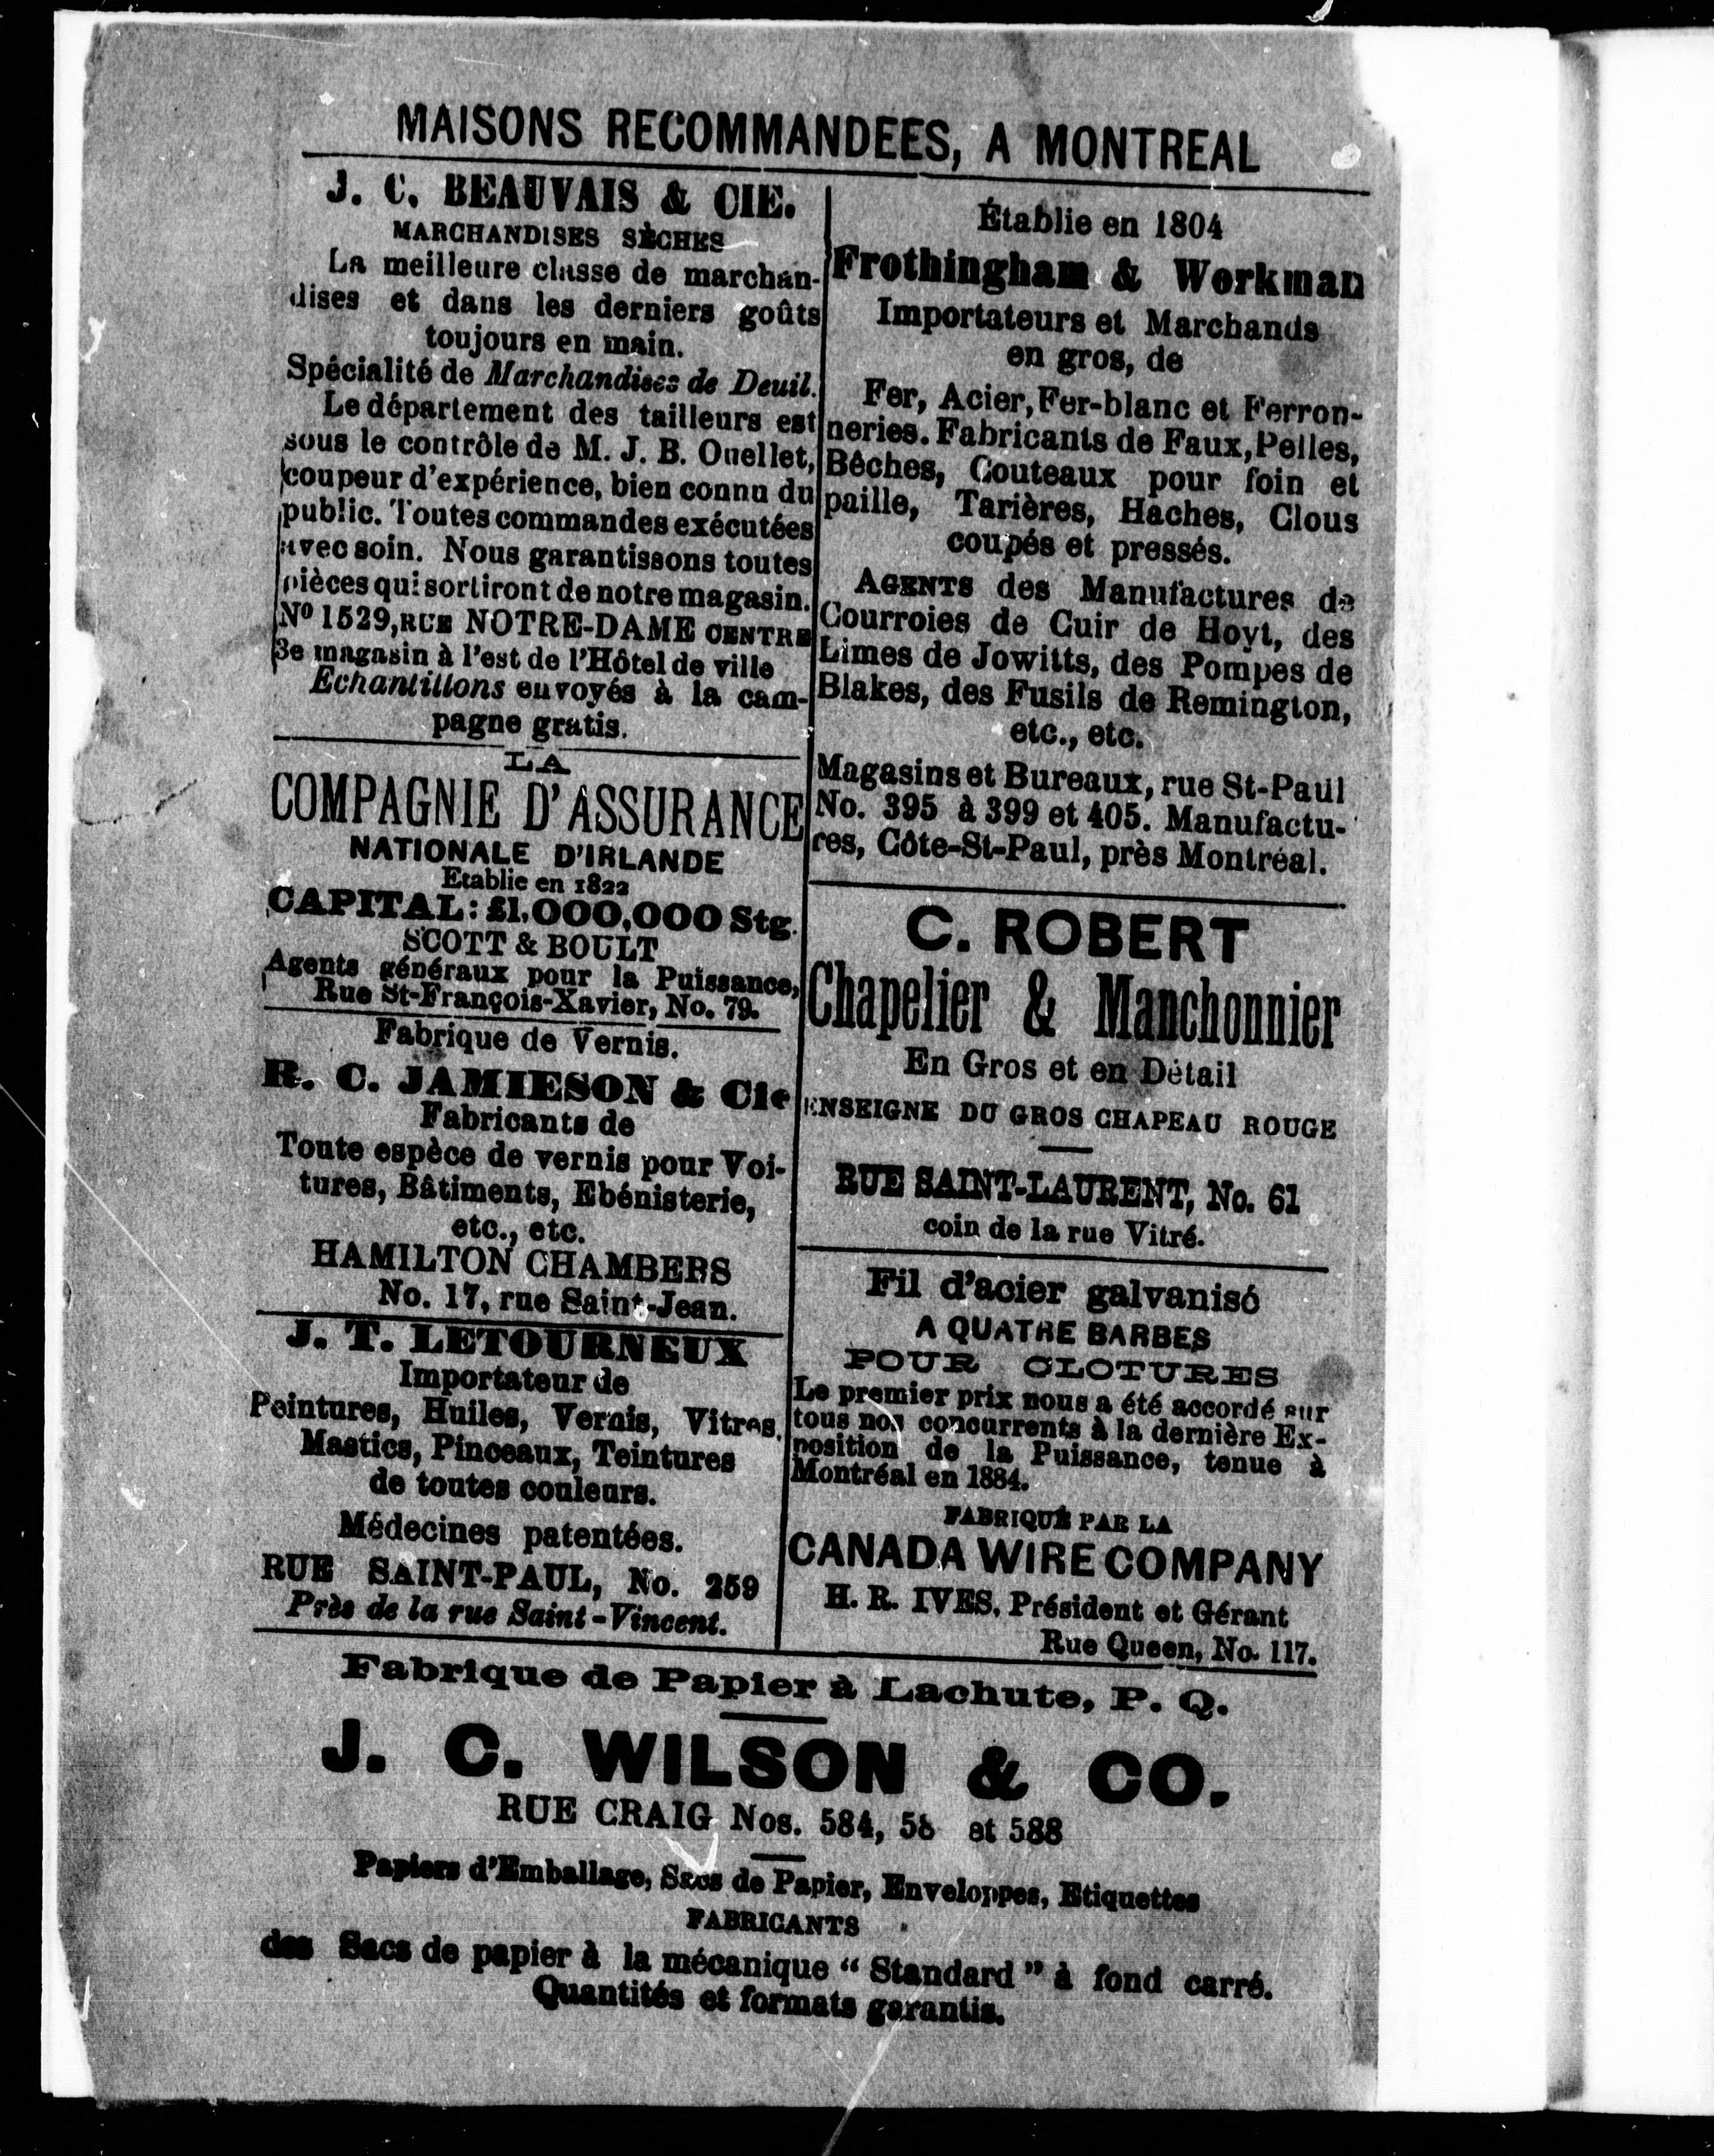 MAISONS RECOMMANDEES, A MONTREAL
J. C. BEAUVAIS & CIE.
MARCHANDISES SÈCHES
La meilleure classe de marchan-
dises et dans les derniers goûts
toujours en main.
Spécialité de Marchandises de Deuil.
Le département des tailleurs est
sous le contrôle de M. J. B. Ouellet,
coupeur d'expérience, bien connu du
public. Toutes commandes exécutées
avec soin. Nous garantissons toutes
pièces qui sortiront de notre magasin.
No 1529, RUE NOTRE-DAME CENTRE
3e magasin à l'est de l'Hôtel de ville
Echantillons envoyés à la cam-
pagne gratis.
LA
COMPAGNIE D'ASSURANCE
NATIONALE D'IRLANDE
Etablie en 1822
CAPITAL: £1,000,000 Stg.
SCOTT & BOULT
Agents généraux pour la Puissance,
Rue St-François-Xavier, No. 79.
Fabrique de Vernis.
R. C. JAMIESON & Cie
Fabricants de
Toute espèce de vernis pour Voi-
tures, Bâtiments, Ebénisterie,
etc., etc.
HAMILTON CHAMBERS
No. 17, rue Saint-Jean.
J. T. LETOURNEUX
Importateur de
Peintures, Huiles, Vernis, Vitres,
Mastics, Pinceaux, Teintures
de toutes couleurs.
Médecines patentées.
RUE SAINT-PAUL, No. 259
Près de la rue Saint-Vincent.
Établie en 1804
Frothingham & Workman
Importateurs et Marchands
en gros, de
Fer, Acier, Fer-blanc et Ferron-
neries. Fabricants de Faux, Pelles,
Bêches, Couteaux pour foin et
paille, Tarières, Haches, Clous
coupés et pressés.
AGENTS des Manufactures de
Courroies de Cuir de Hoyt, des
Limes de Jowitts, des Pompes de
Blakes, des Fusils de Remington,
etc., etc.
Magasins et Bureaux, rue St-Paul
No. 395 à 399 et 405. Manufactu-
res, Côte-St-Paul, près Montréal.
C. ROBERT
Chapelier & Manchonnier
En Gros et en Détail
ENSEIGNE DU GROS CHAPEAU ROUGE
RUE SAINT-LAURENT, No. 61
coin de la rue Vitré.
Fil d'acier galvanisé
A QUATRE BARBES
POUR CLOTURES
Le premier prix nous a été accordé sur
tous nos concurrents à la dernière Ex-
position de la Puissance, tenue à
Montréal en 1884.
FABRIQUÉ PAR LA
CANADA WIRE COMPANY
H. R. IVES, Président et Gérant
Rue Queen, No. 117.
Fabrique de Papier à Lachute, P. Q.
J. C. WILSON & CO.
RUE CRAIG Nos. 584, 58 et 588
Papiers d'Emballage, Sacs de Papier, Enveloppes, Etiquettes
FABRICANTS
des Sacs de papier à la mécanique "Standard" à fond carré.
Quantités et formats garantis.